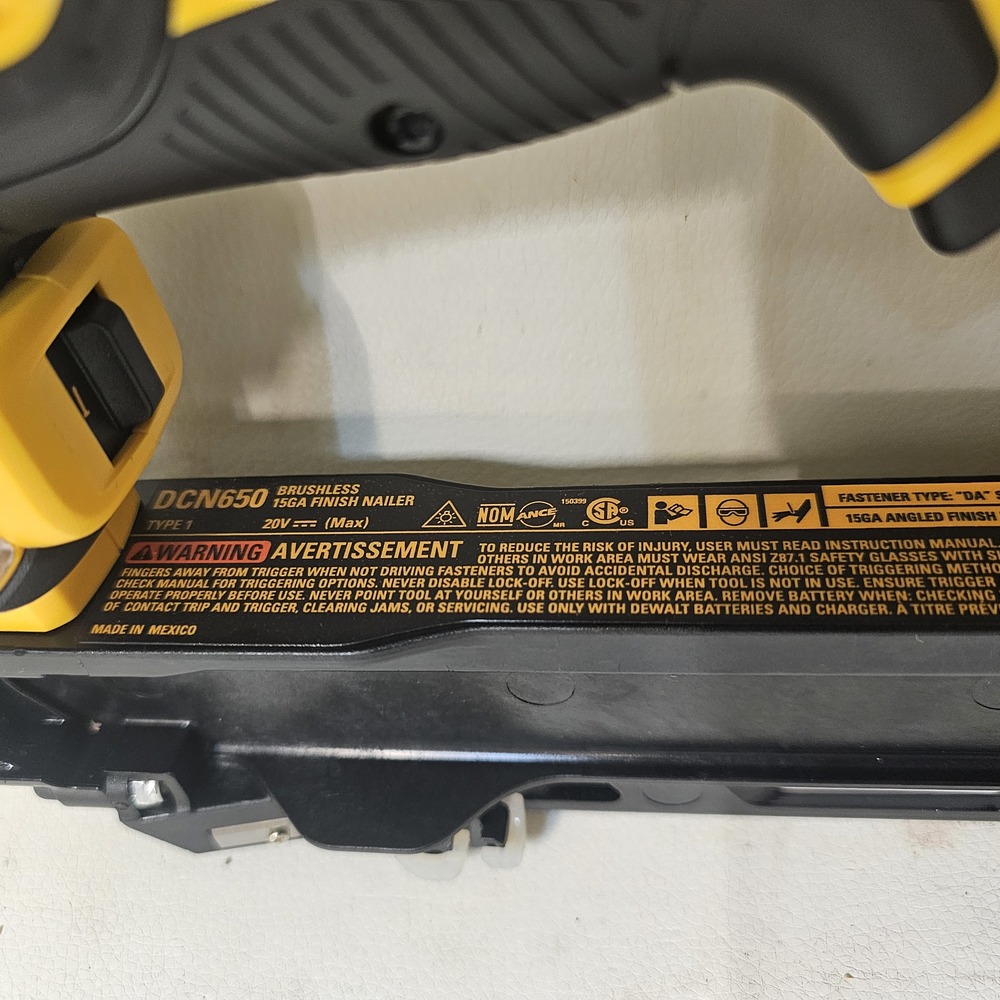 DCN650 BRUSHLESS
15GA FINISH NAILER
TYPE 1 20V (Max)
NOM ANCE MR
150399
C SA® US
FASTENER TYPE: "DA" S
15GA ANGLED FINISH
WARNING AVERTISSEMENT
TO REDUCE THE RISK OF INJURY, USER MUST READ INSTRUCTION MANUAL.
OTHERS IN WORK AREA MUST WEAR ANSI Z87.1 SAFETY GLASSES WITH S
FINGERS AWAY FROM TRIGGER WHEN NOT DRIVING FASTENERS TO AVOID ACCIDENTAL DISCHARGE. CHOICE OF TRIGGERING METHO
CHECK MANUAL FOR TRIGGERING OPTIONS. NEVER DISABLE LOCK-OFF. USE LOCK-OFF WHEN TOOL IS NOT IN USE. ENSURE TRIGGER
OPERATE PROPERLY BEFORE USE. NEVER POINT TOOL AT YOURSELF OR OTHERS IN WORK AREA. REMOVE BATTERY WHEN: CHECKING
OF CONTACT TRIP AND TRIGGER, CLEARING JAMS, OR SERVICING. USE ONLY WITH DEWALT BATTERIES AND CHARGER. À TITRE PRÉV
MADE IN MEXICO